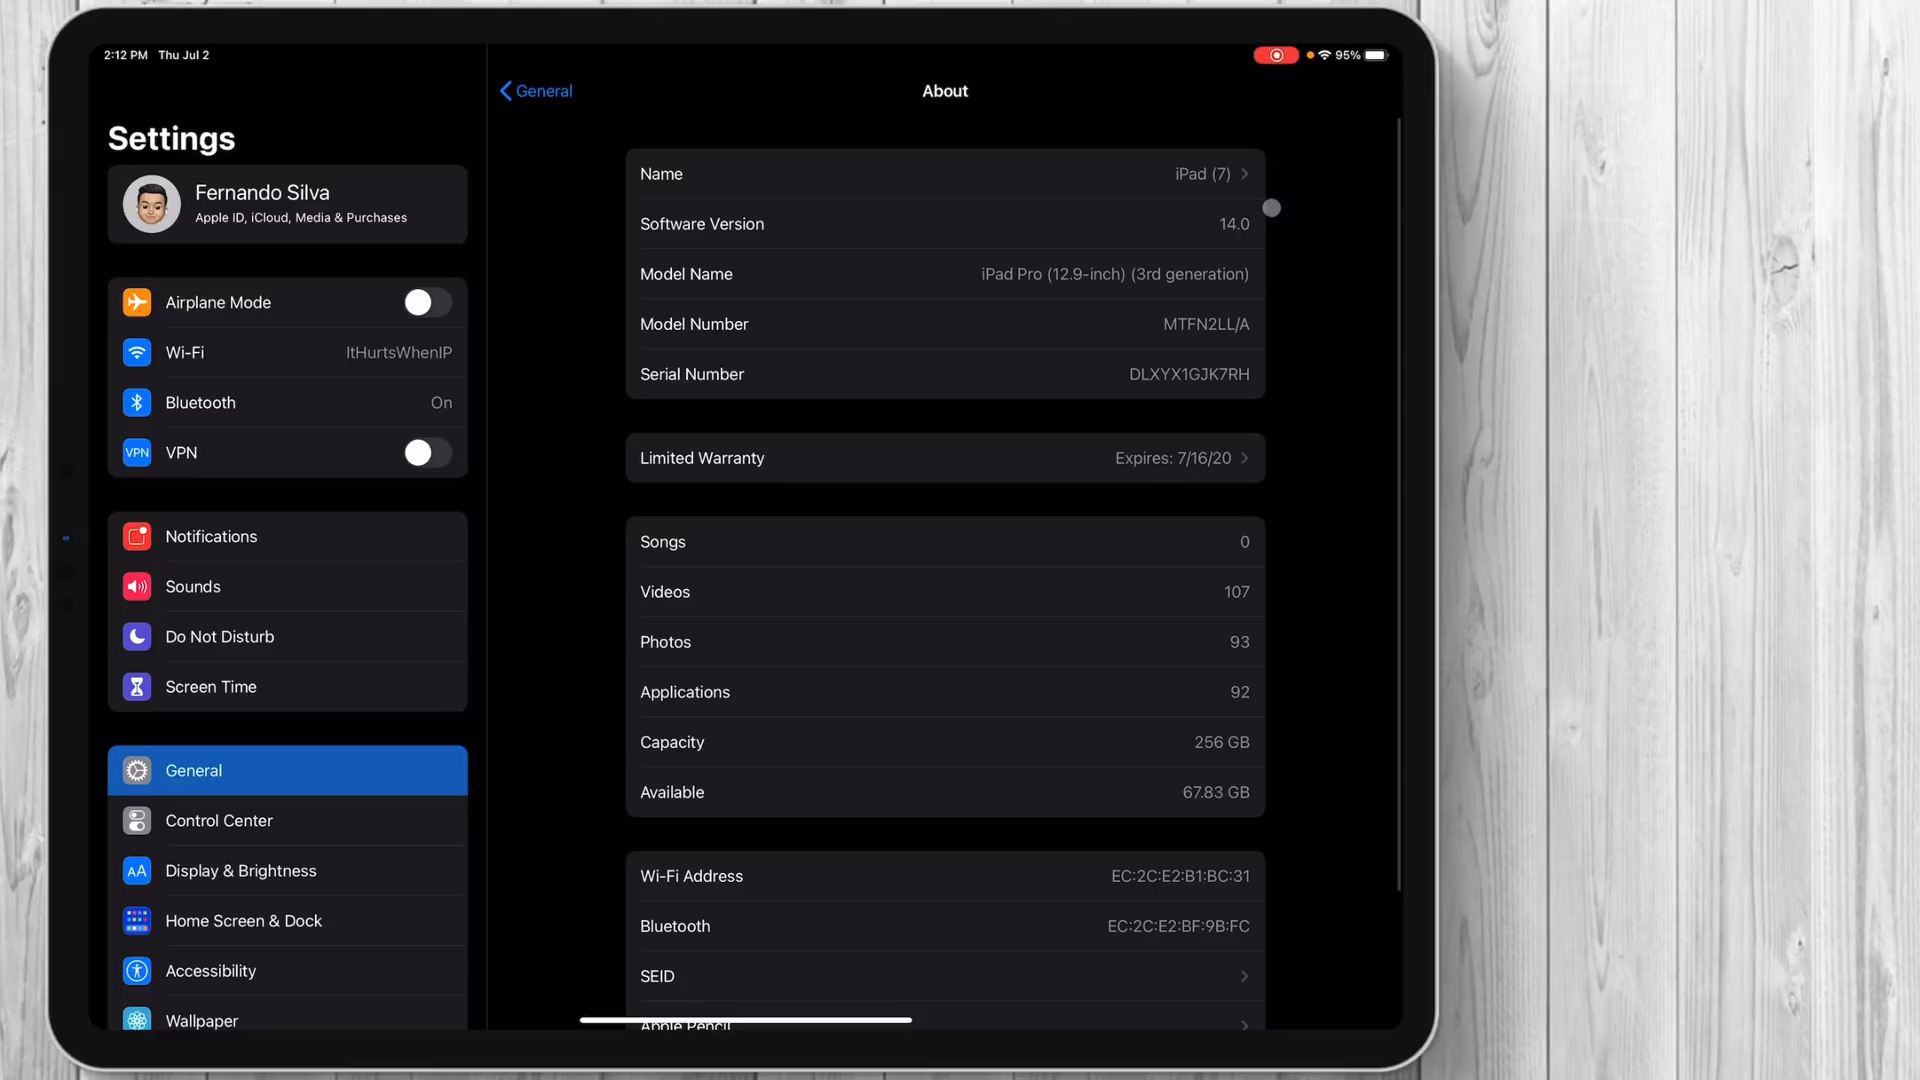 2:12 PM Thu Jul 2
95%
Settings
Fernando Silva
Apple ID, iCloud, Media & Purchases
Airplane Mode
Wi-Fi ItHurtsWhenIP
Bluetooth On
VPN VPN
Notifications
Sounds
Do Not Disturb
Screen Time
General
Control Center
AA Display & Brightness
Home Screen & Dock
Accessibility
Wallpaper
General
About
Name iPad (7)
Software Version 14.0
Model Name iPad Pro (12.9-inch) (3rd generation)
Model Number MTFN2LL/A
Serial Number DLXYX1GJK7RH
Limited Warranty Expires: 7/16/20
Songs 0
Videos 107
Photos 93
Applications 92
Capacity 256 GB
Available 67.83 GB
Wi-Fi Address EC:2C:E2:B1:BC:31
Bluetooth EC:2C:E2:BF:9B:FC
SEID
Apple Pencil